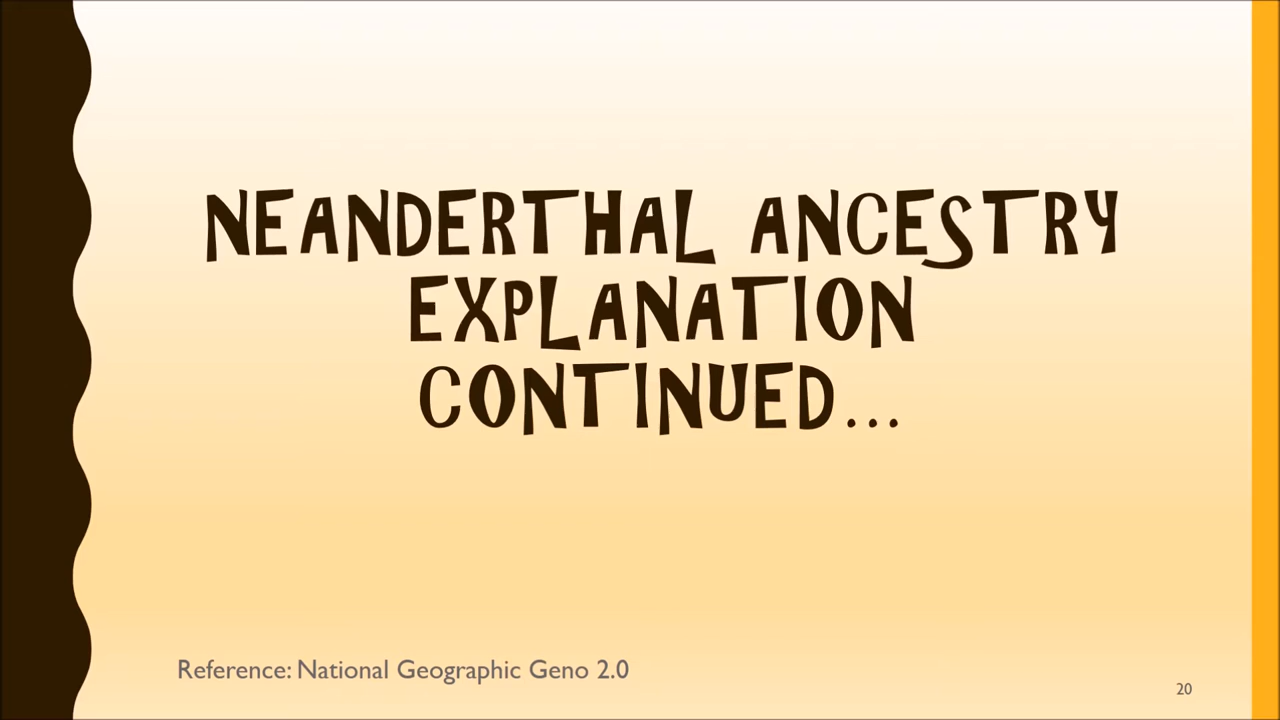 NEANDERTHAL ANCESTRY
EXPLANATION
CONTINUED...
Reference: National Geographic Geno 2.0
20